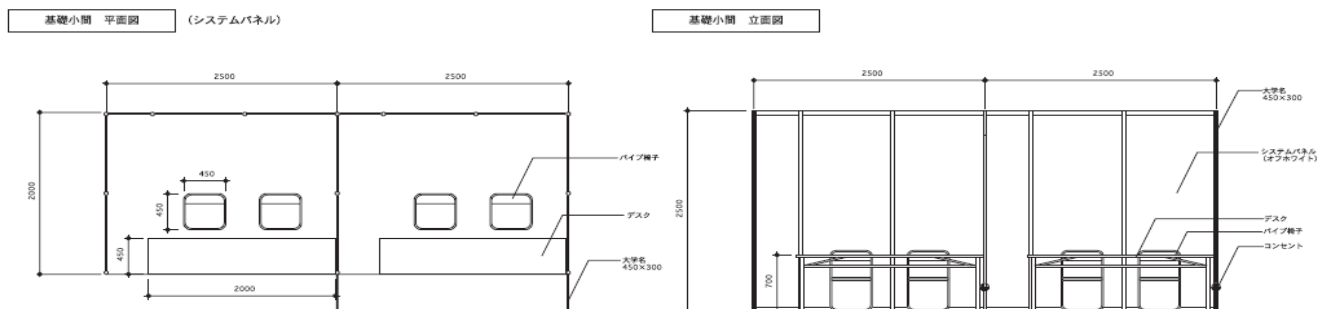 基礎小間 平面図
(システムパネル)
2500
2500
2000
450
450
450
2000
パイプ椅子
デスク
大学名
450×300
基礎小間 立面図
2500
2500
2500
700
大学名
450×300
システムパネル
(オフホワイト)
デスク
パイプ椅子
コンセント